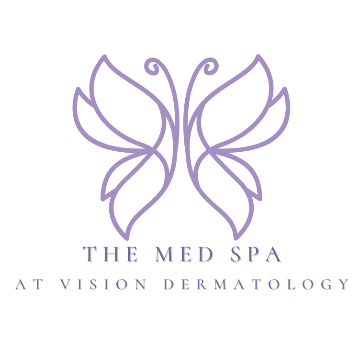 THE MED SPA
AT VISION DERMATOLOGY